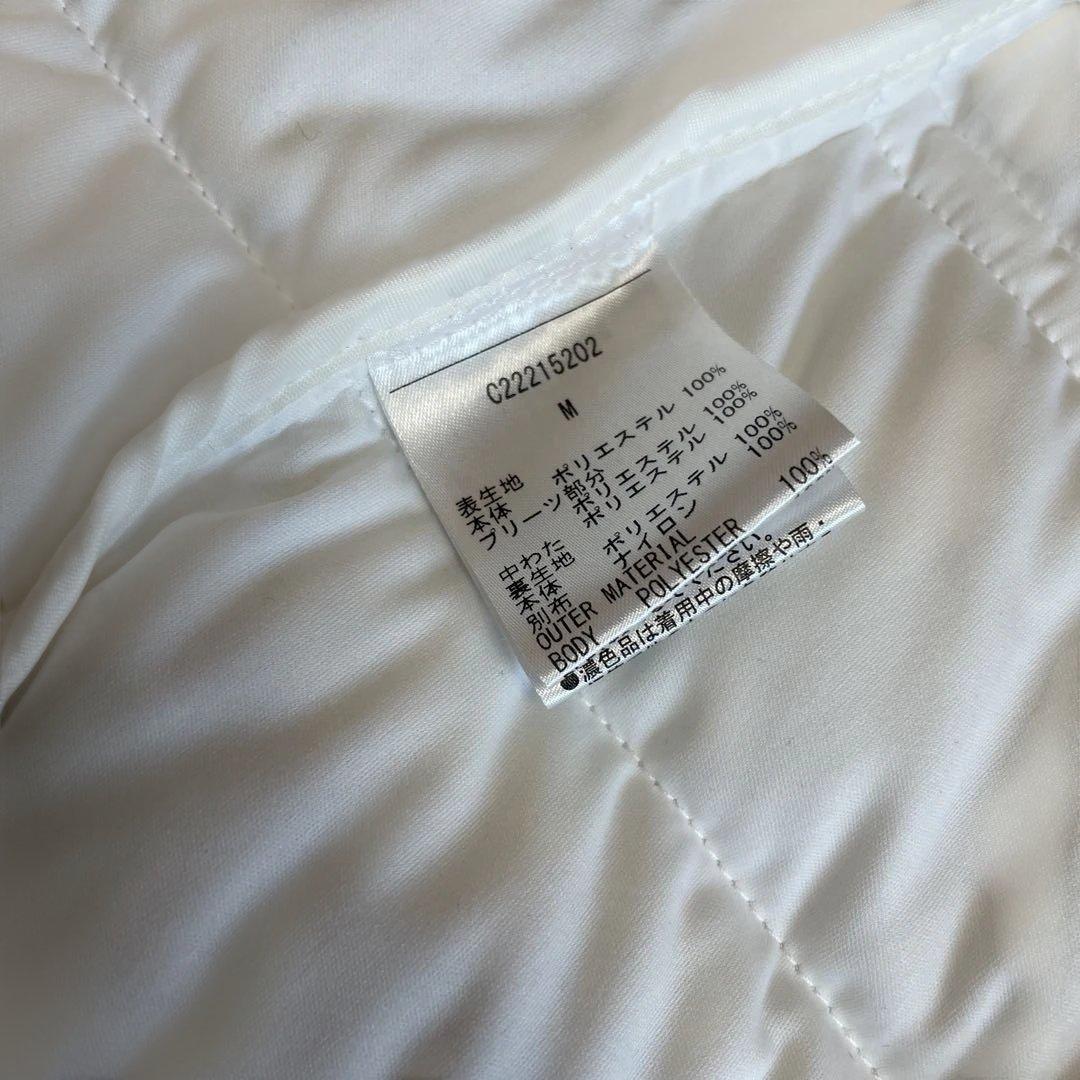 C22215202
M
表生地
本体 ポリエステル 100%
プリーツ部分 ポリエステル 100%
中わた ポリエステル 100%
裏生地
本体 ポリエステル 100%
別布 ナイロン 100%
OUTER MATERIAL
BODY POLYESTER 100%
ださい。
●濃色品は着用中の摩擦や雨・